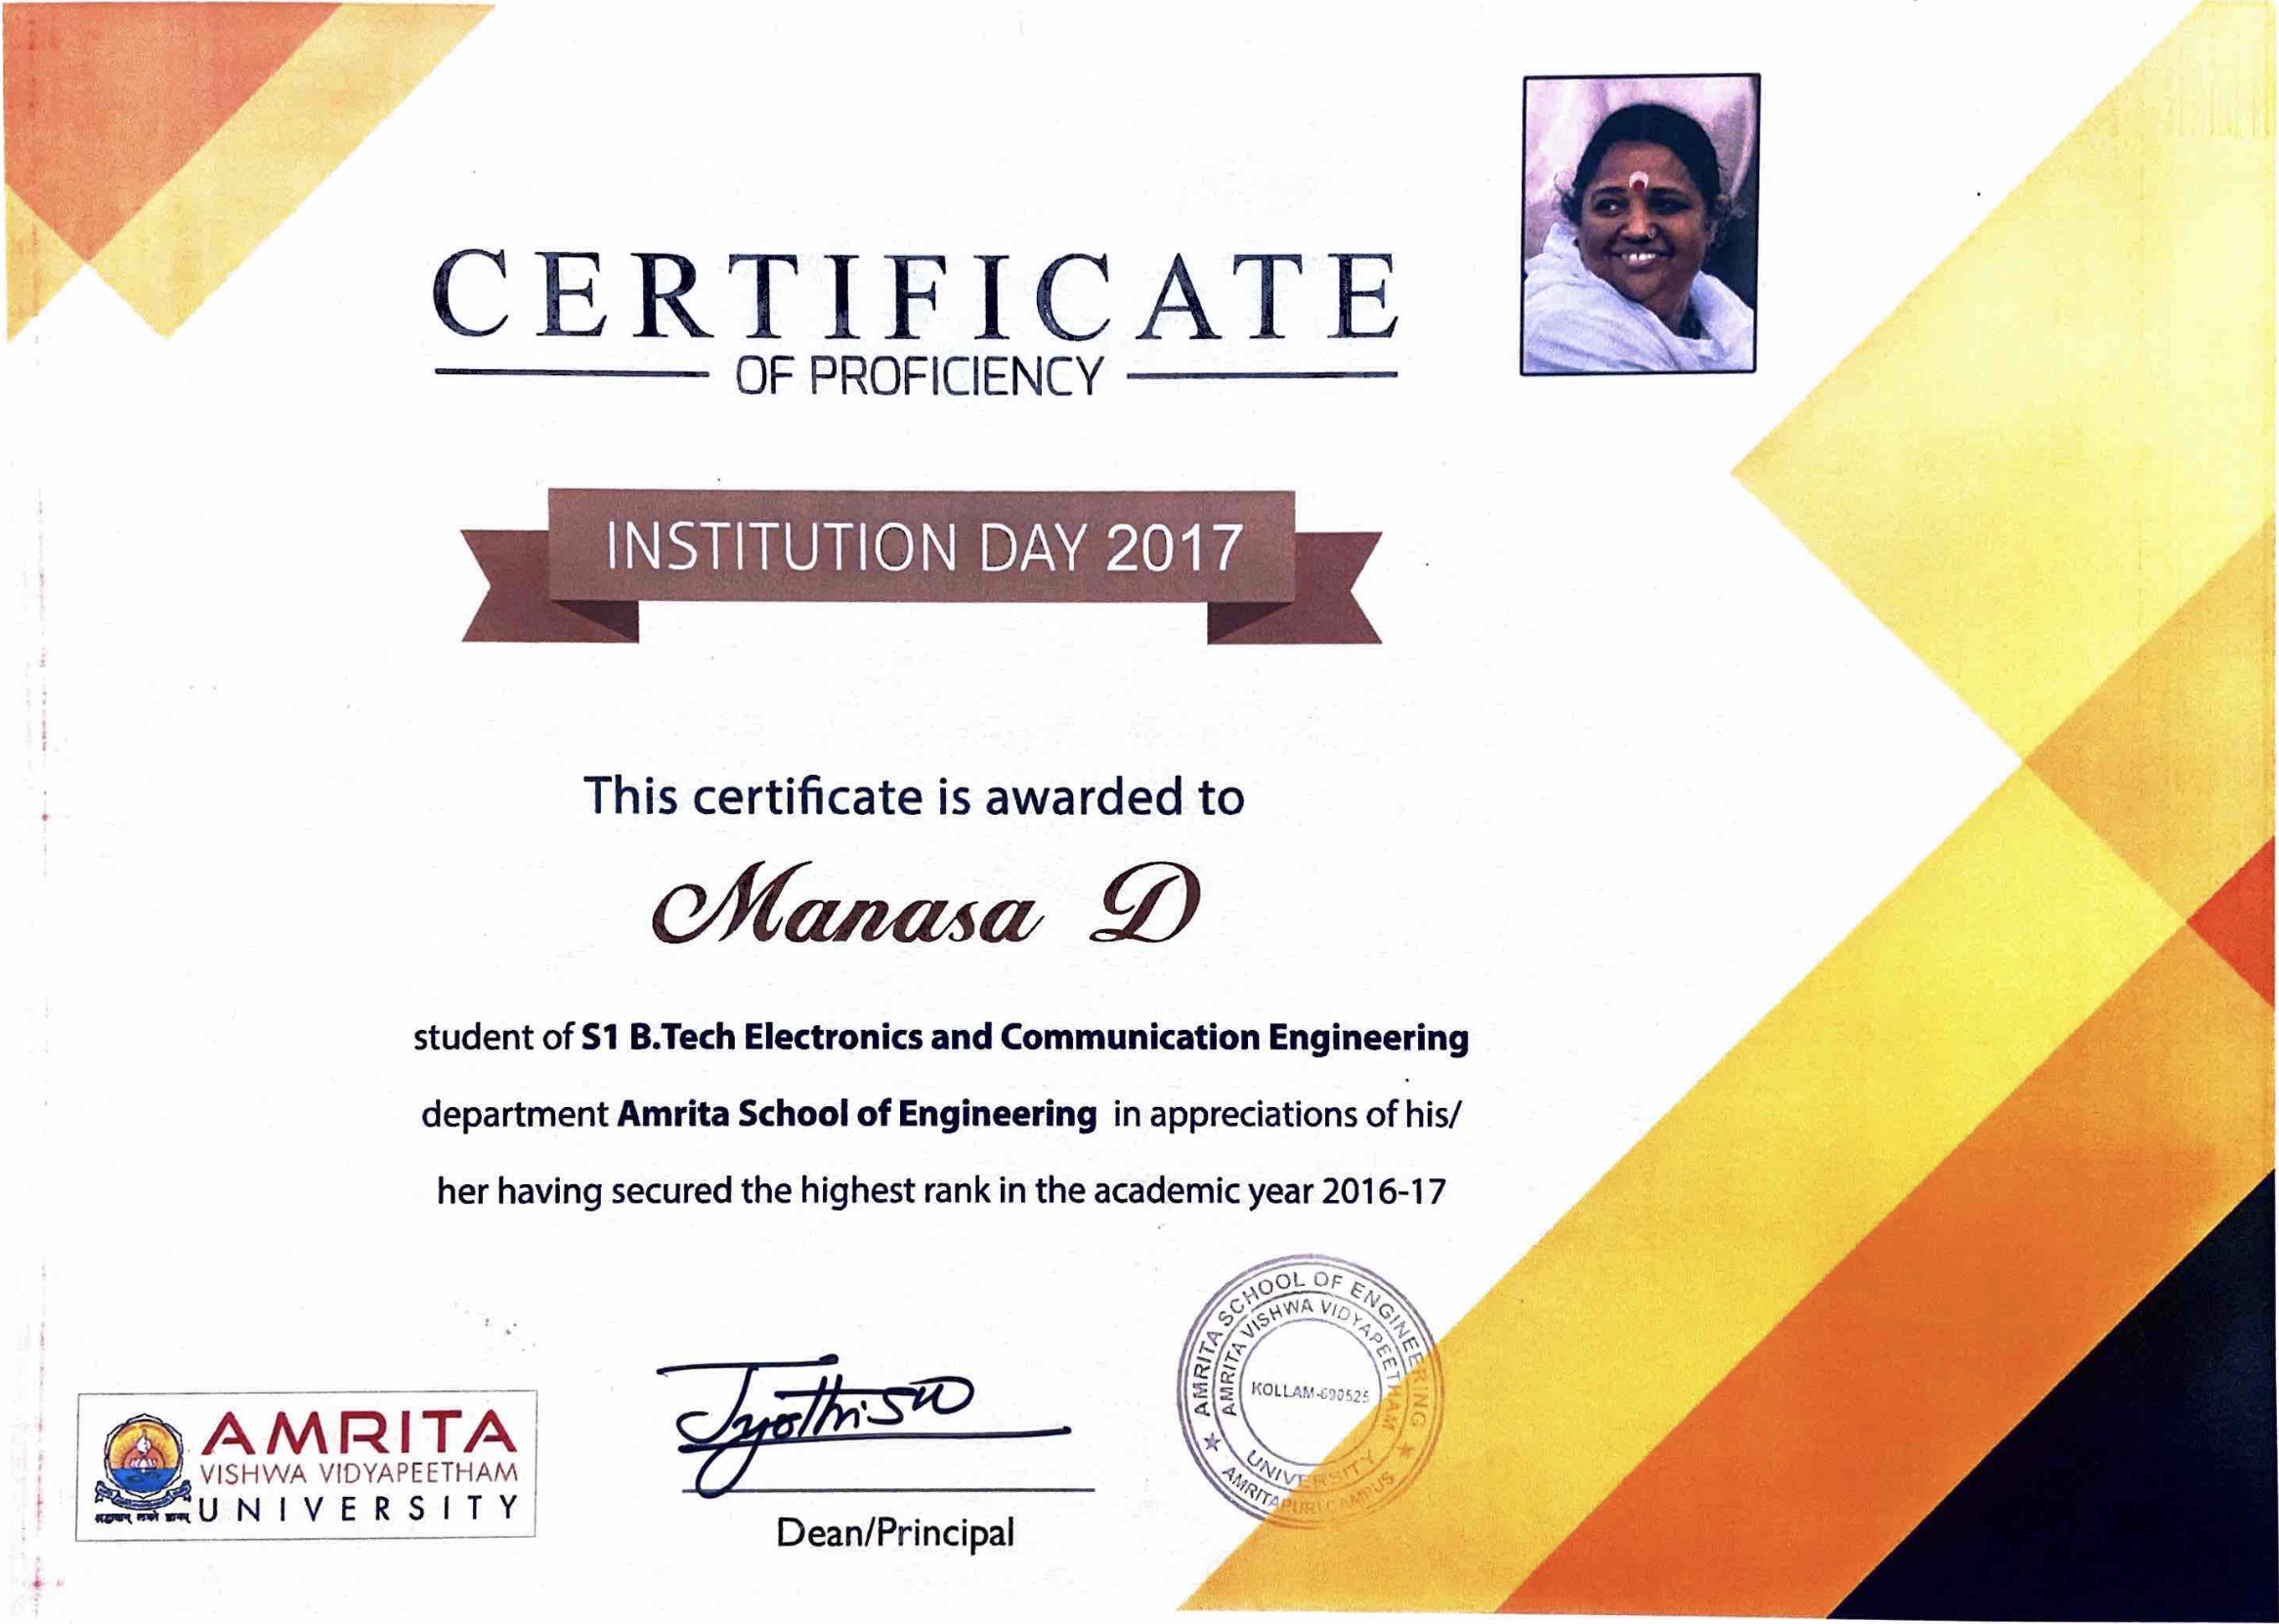 CERTIFICATE
OF PROFICIENCY
INSTITUTION DAY 2017
This certificate is awarded to
Manasa D
student of S1 B.Tech Electronics and Communication Engineering
department Amrita School of Engineering in appreciations of his/
her having secured the highest rank in the academic year 2016-17
AMRITA
VISHWA VIDYAPEETHAM
UNIVERSITY
Dean/Principal
AMRITA SCHOOL OF ENGINEERING
AMRITA VISHWA VIDYAPEETHAM
KOLLAM-690525
UNIVERSITY
AMRITAPURI CAMPUS